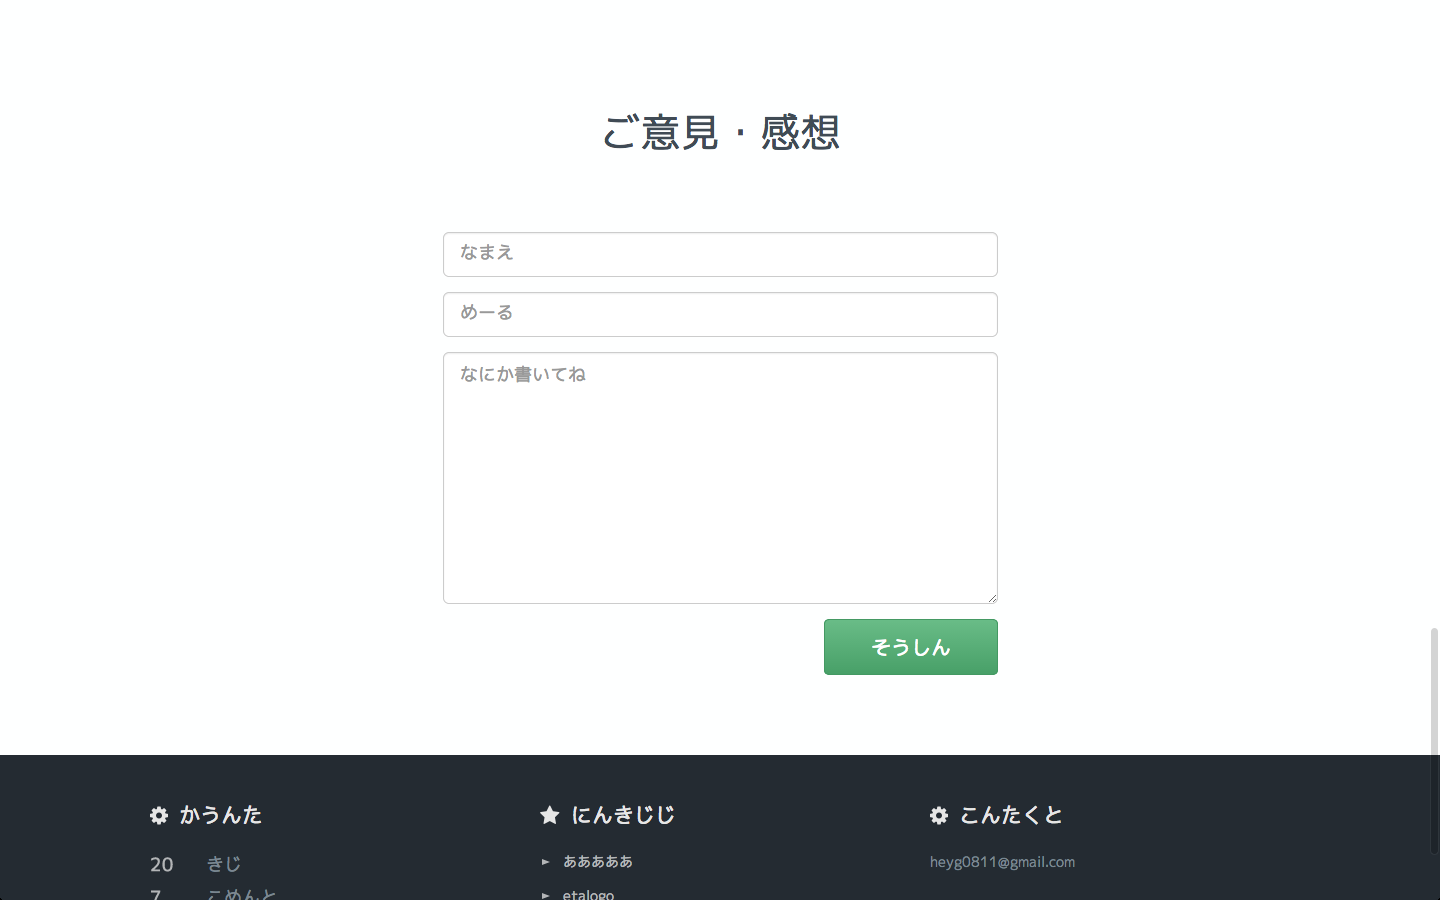 ご意見・感想
なまえ
めーる
なにか書いてね
そうしん
かうんた
20 きじ
7 こめんと
にんきじじ
あああああ
etalogo
こんたくと
heyg0811@gmail.com